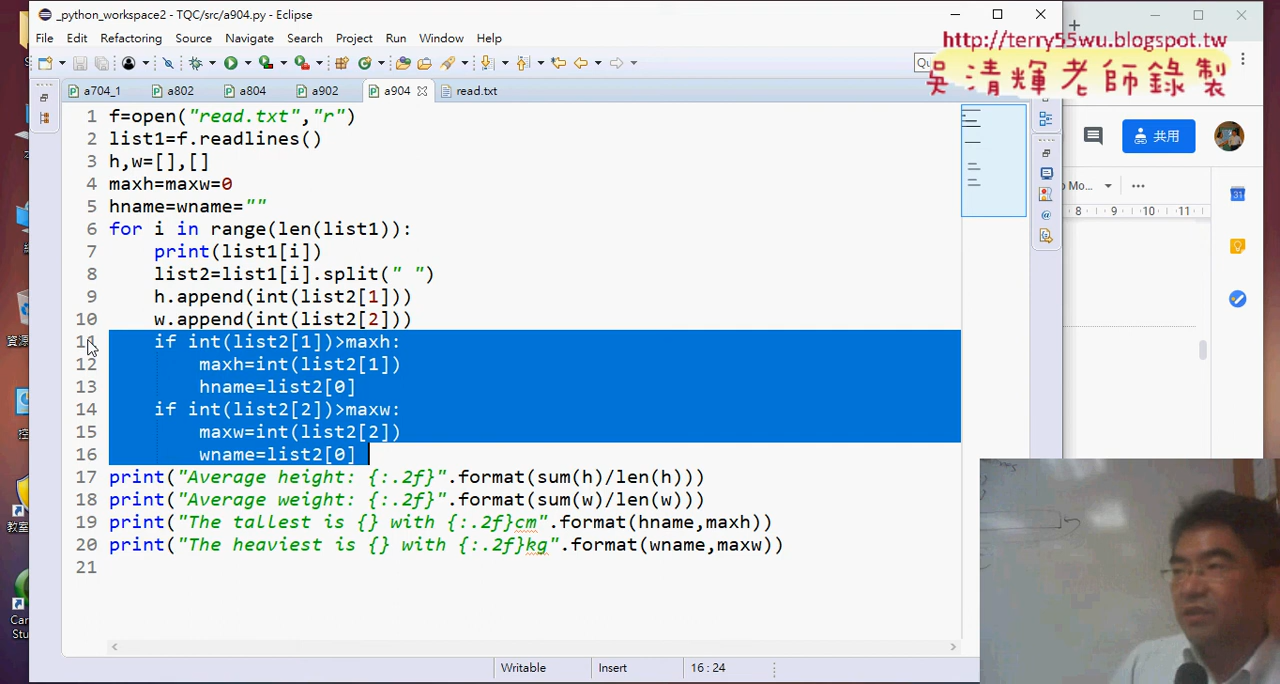 _python_workspace2 - TQC/src/a904.py - Eclipse
File Edit Refactoring Source Navigate Search Project Run Window Help
http://terry55wu.blogspot.tw
吳清輝老師錄製
a704_1 a802 a804 a902 a904 read.txt
共用
1 f=open("read.txt","r")
2 list1=f.readlines()
3 h,w=[],[]
4 maxh=maxw=0
5 hname=wname=""
6 for i in range(len(list1)):
7 print(list1[i])
8 list2=list1[i].split(" ")
9 h.append(int(list2[1]))
10 w.append(int(list2[2]))
11 if int(list2[1])>maxh:
12 maxh=int(list2[1])
13 hname=list2[0]
14 if int(list2[2])>maxw:
15 maxw=int(list2[2])
16 wname=list2[0]
17 print("Average height: {:.2f}".format(sum(h)/len(h)))
18 print("Average weight: {:.2f}".format(sum(w)/len(w)))
19 print("The tallest is {} with {:.2f}cm".format(hname,maxh))
20 print("The heaviest is {} with {:.2f}kg".format(wname,maxw))
21
Mo...
8 9 10 11
31
Writable Insert 16 : 24